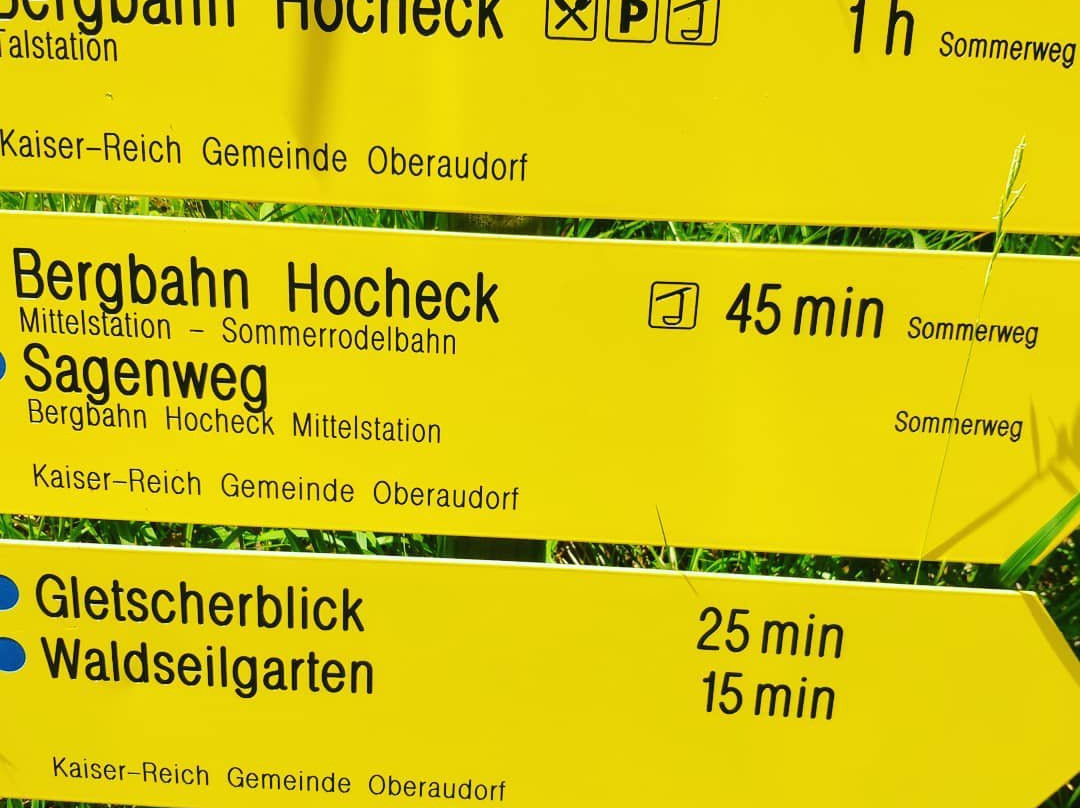 Bergbahn Hocheck P 1 h Sommerweg
Talstation
Kaiser-Reich Gemeinde Oberaudorf
Bergbahn Hocheck 45 min Sommerweg
Mittelstation - Sommerrodelbahn
Sagenweg
Bergbahn Hocheck Mittelstation Sommerweg
Kaiser-Reich Gemeinde Oberaudorf
Gletscherblick 25 min
Waldseilgarten 15 min
Kaiser-Reich Gemeinde Oberaudorf